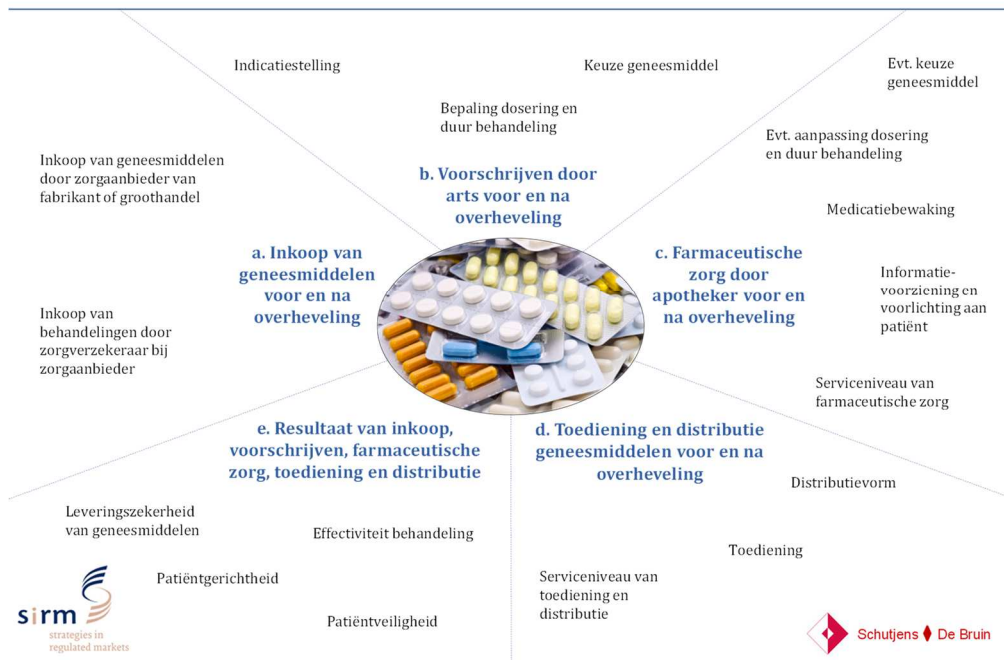 Indicatiestelling
Keuze geneesmiddel
Bepaling dosering en
duur behandeling
b. Voorschrijven door
arts voor en na
overheveling
Inkoop van geneesmiddelen
door zorgaanbieder van
fabrikant of groothandel
a. Inkoop van
geneesmiddelen
voor en na
overheveling
Inkoop van
behandelingen door
zorgverzekeraar bij
zorgaanbieder
Evt. keuze
geneesmiddel
Evt. aanpassing dosering
en duur behandeling
Medicatiebewaking
c. Farmaceutische
zorg door
apotheker voor en
na overheveling
Informatie-
voorziening en
voorlichting aan
patiënt
Serviceniveau van
farmaceutische zorg
d. Toediening en distributie
geneesmiddelen voor en na
overheveling
Distributievorm
Toediening
Serviceniveau van
toediening en
distributie
e. Resultaat van inkoop,
voorschrijven, farmaceutische
zorg, toediening en distributie
Leveringszekerheid
van geneesmiddelen
Effectiviteit behandeling
Patiëntgerichtheid
Patiëntveiligheid
sirm
strategies in
regulated markets
Schutjens De Bruin